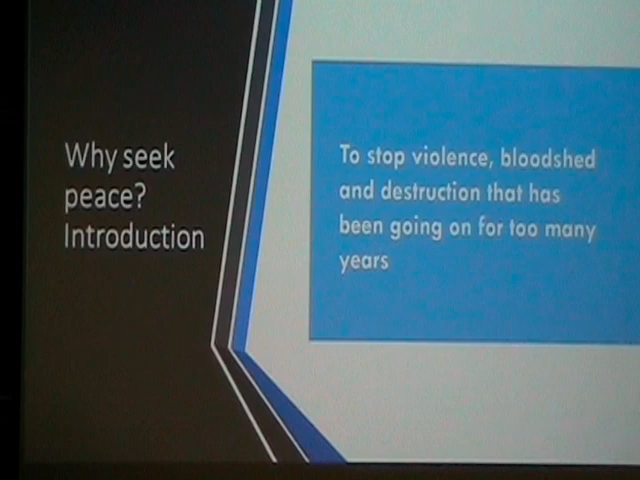 Why seek
peace?
Introduction
To stop violence, bloodshed
and destruction that has
been going on for too many
years